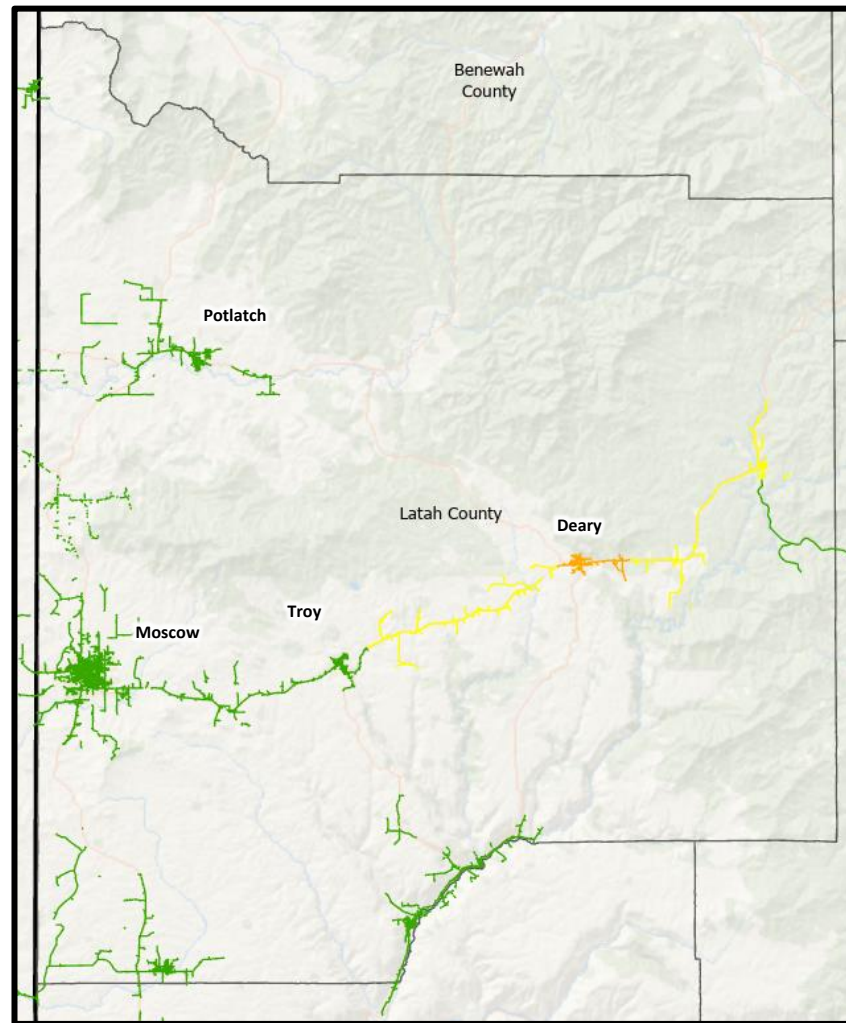 Benewah
County
Potlatch
Latah County
Deary
Troy
Moscow